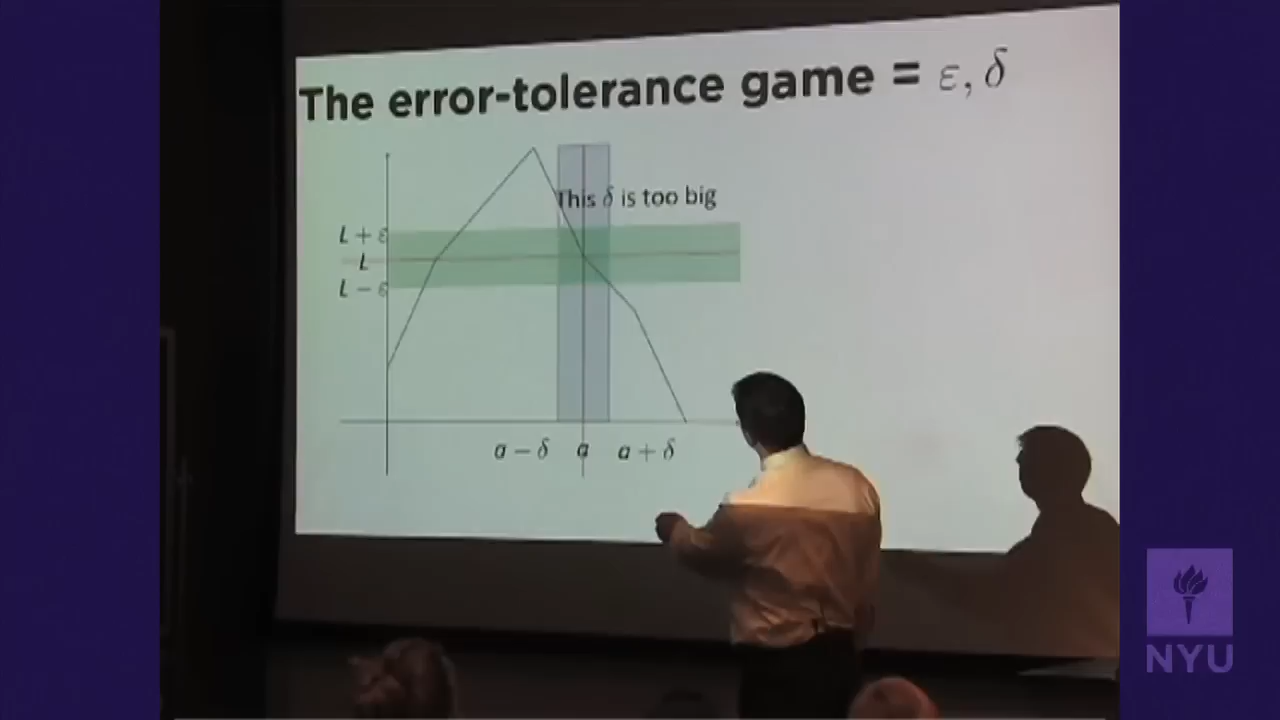 The error-tolerance game = ε, δ
This δ is too big
L + ε
L
L − ε
a − δ a a + δ
NYU